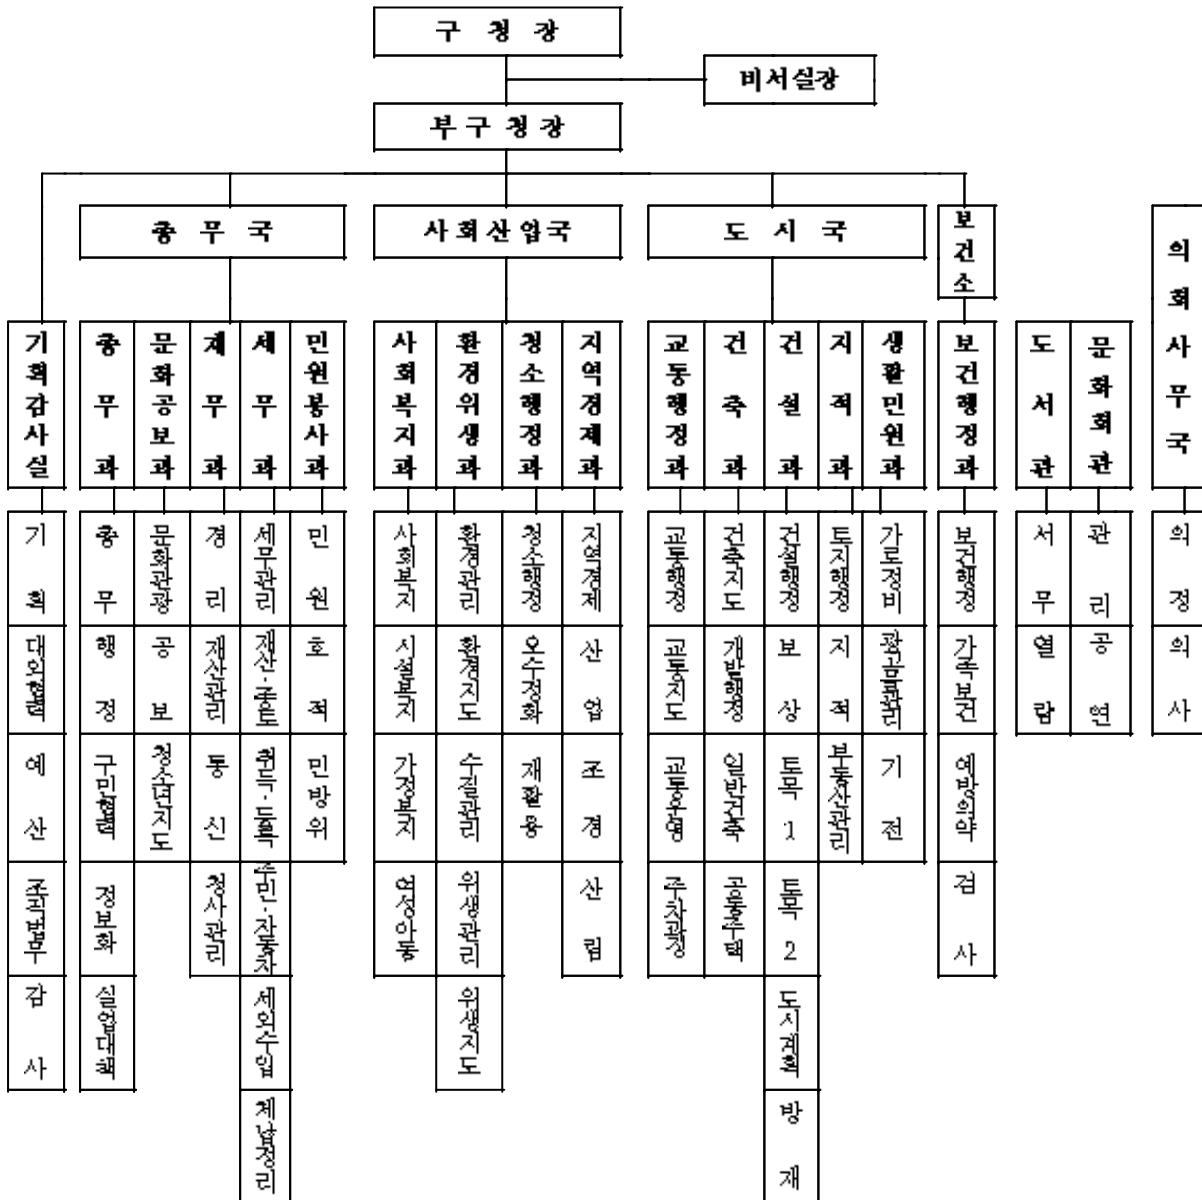 구 청 장
비서실장
부 구 청 장
총 무 국
사 회 산 업 국
도 시 국
보건소
의회사무국
기획감사실
총무과
문화공보과
재무과
세무과
민원봉사과
사회복지과
환경위생과
청소행정과
지역경제과
교통행정과
건축과
건설과
지적과
생활민원과
보건행정과
도서관
문화회관
기획
총무
문화관광
경리
세무관리
민원
사회복지
환경관리
청소행정
지역경제
교통행정
건축지도
건설행정
토지행정
가로정비
보건행정
서무
관리
의정
대외협력
행정
공보
재산관리
재산·종토
호적
시설복지
환경지도
오수정화
산업
교통지도
개발행정
보상
지적
광고물관리
가족보건
열람
공연
의사
예산
구민협력
청소년지도
통신
취득·등록
민방위
가정복지
수질관리
재활용
조경
교통운영
일반건축
토목1
부동산관리
기전
예방의약
조직법무
정보화
청사관리
주민·자동차
여성아동
위생관리
산림
주차과징
공동주택
토목2
검사
감사
실업대책
세외수입
위생지도
도시계획
체납정리
방재